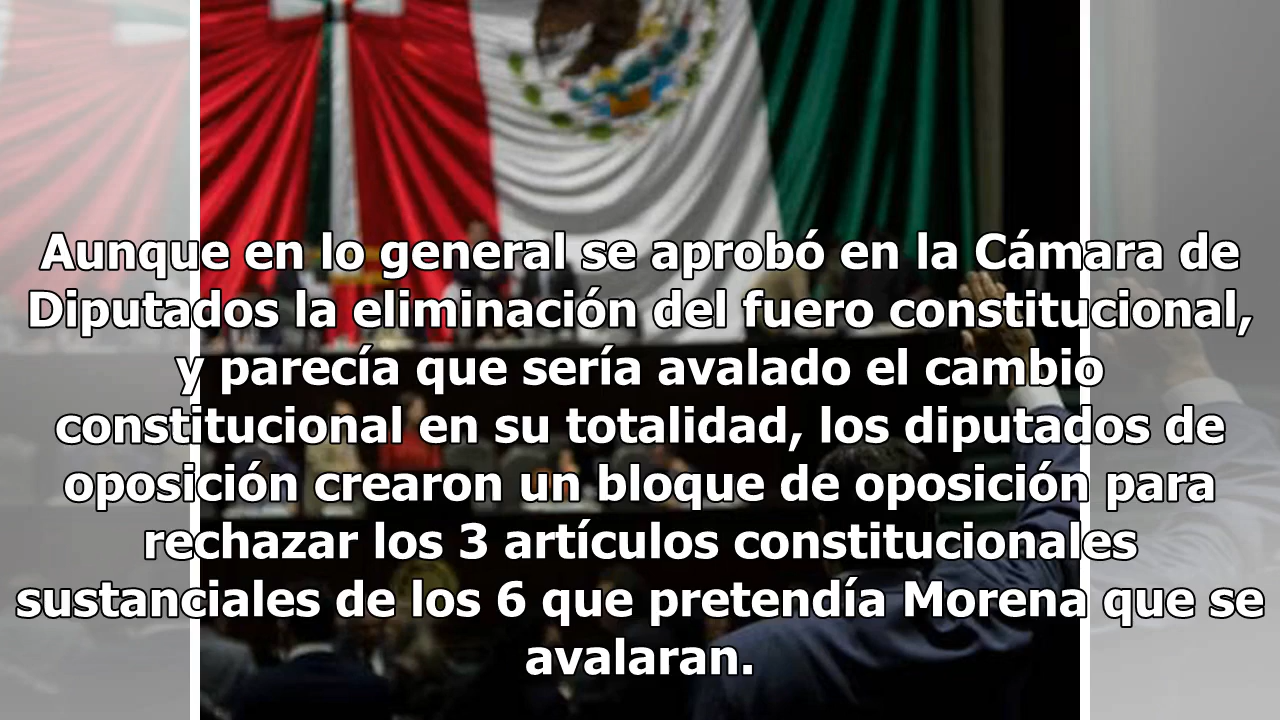 Aunque en lo general se aprobó en la Cámara de
Diputados la eliminación del fuero constitucional,
y parecía que sería avalado el cambio
constitucional en su totalidad, los diputados de
oposición crearon un bloque de oposición para
rechazar los 3 artículos constitucionales
sustanciales de los 6 que pretendía Morena que se
avalaran.